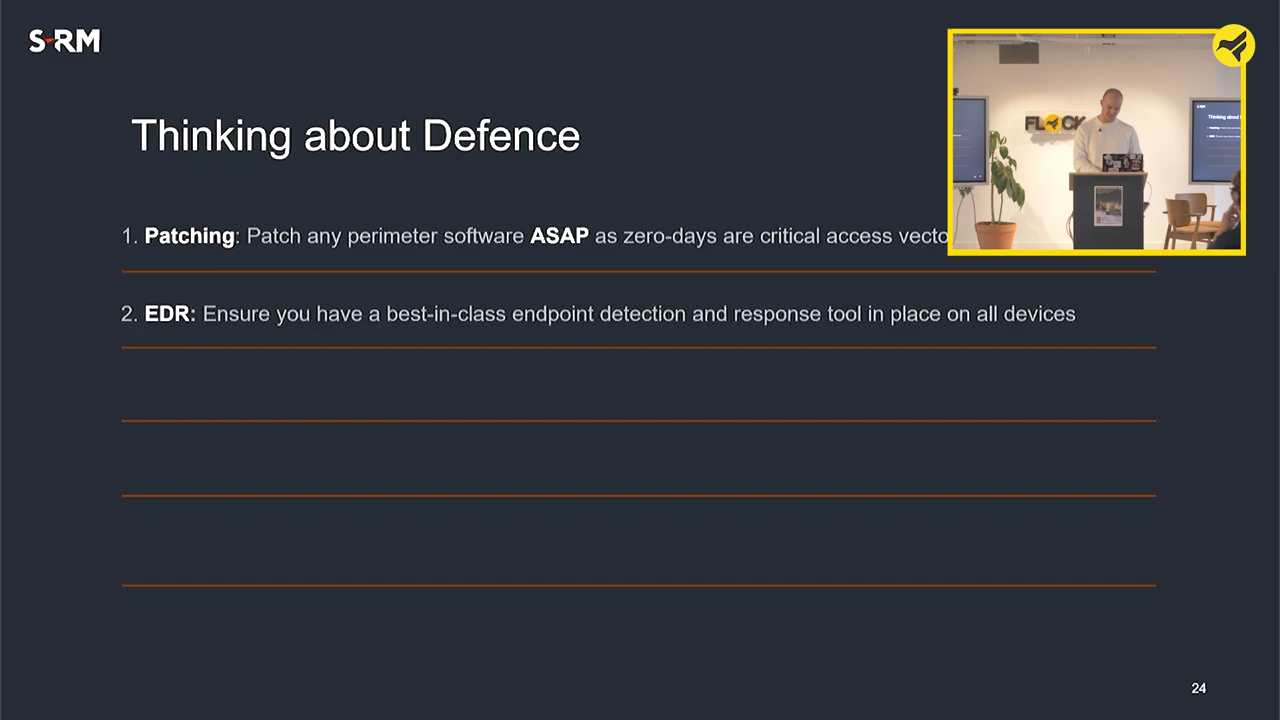 S-RM
Thinking about Defence
1. Patching: Patch any perimeter software ASAP as zero-days are critical access vecto
2. EDR: Ensure you have a best-in-class endpoint detection and response tool in place on all devices
FLOCK
24